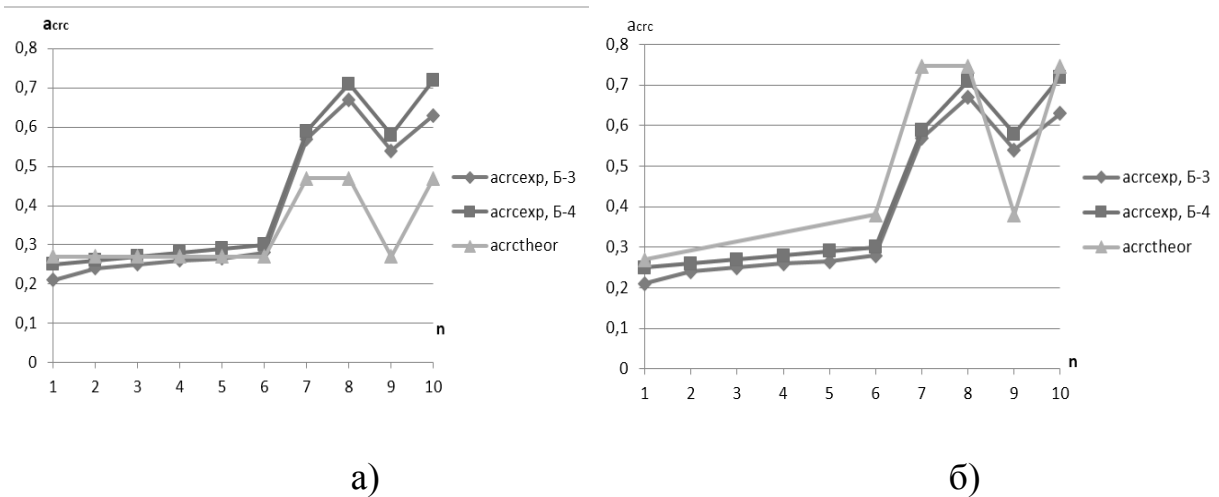 acrc
0,8
0,7
0,6
0,5
0,4
0,3
0,2
0,1
0
1 2 3 4 5 6 7 8 9 10
n
acrcexp, Б-3
acrcexp, Б-4
acrctheor
а)
acrc
0,8
0,7
0,6
0,5
0,4
0,3
0,2
0,1
0
1 2 3 4 5 6 7 8 9 10
n
acrcexp, Б-3
acrcexp, Б-4
acrctheor
б)